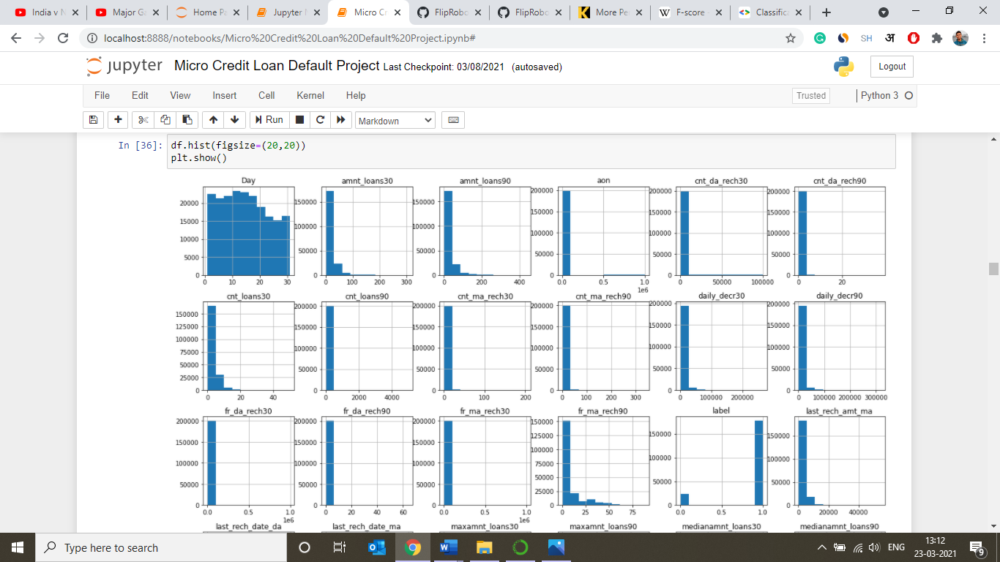 India v N
Major Ga
Home Pa
Jupyter N
Micro Cr
FlipRobo
FlipRobo
More Pe
F-score -
Classifica
localhost:8888/notebooks/Micro%20Credit%20Loan%20Default%20Project.ipynb#
SH
अ
jupyter Micro Credit Loan Default Project Last Checkpoint: 03/08/2021 (autosaved)
Logout
File Edit View Insert Cell Kernel Help
Trusted
Python 3
Run
Markdown
In [36]: df.hist(figsize=(20,20))
plt.show()
Day amnt_loans30 amnt_loans90 aon cnt_da_rech30 cnt_da_rech90
20000 15000 10000 5000 0
150000 100000 50000 0
150000 100000 50000 0
200000 150000 100000 50000 0
200000 150000 100000 50000 0
200000 150000 100000 50000 0
0 10 20 30 0 100 200 300 0 200 400 0.0 0.5 1.0 0 50000 100000 0 20
1e6
cnt_loans30 cnt_loans90 cnt_ma_rech30 cnt_ma_rech90 daily_decr30 daily_decr90
150000 125000 100000 75000 50000 25000 0
200000 150000 100000 50000 0
200000 150000 100000 50000 0
200000 150000 100000 50000 0
200000 150000 100000 50000 0
200000 150000 100000 50000 0
0 20 40 0 2000 4000 0 100 200 0 100 200 300 0 100000 200000 0 100000 200000 300000
fr_da_rech30 fr_da_rech90 fr_ma_rech30 fr_ma_rech90 label last_rech_amt_ma
200000 150000 100000 50000 0
200000 150000 100000 50000 0
200000 150000 100000 50000 0
150000 125000 100000 75000 50000 25000 0
150000 100000 50000 0
150000 100000 50000 0
0.0 0.5 1.0 0 20 40 60 0.0 0.5 1.0 0 25 50 75 0.0 0.5 1.0 0 20000 40000
1e6 1e6
last_rech_date_da last_rech_date_ma maxamnt_loans30 maxamnt_loans90 medianamnt_loans30 medianamnt_loans90
Type here to search
ENG
13:12
23-03-2021
9